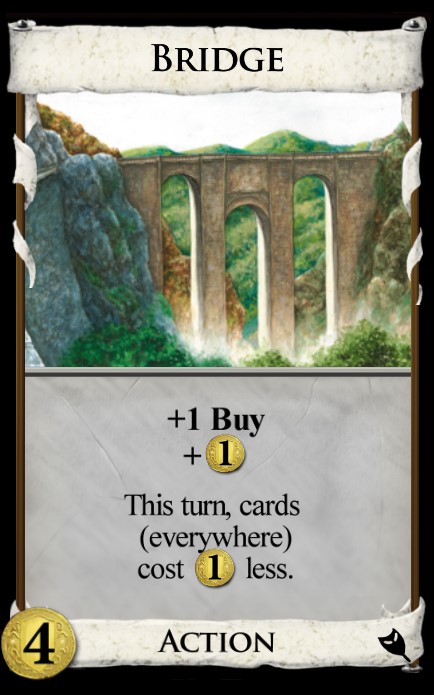 BRIDGE
+1 Buy
+1
This turn, cards
(everywhere)
cost 1 less.
4 ACTION